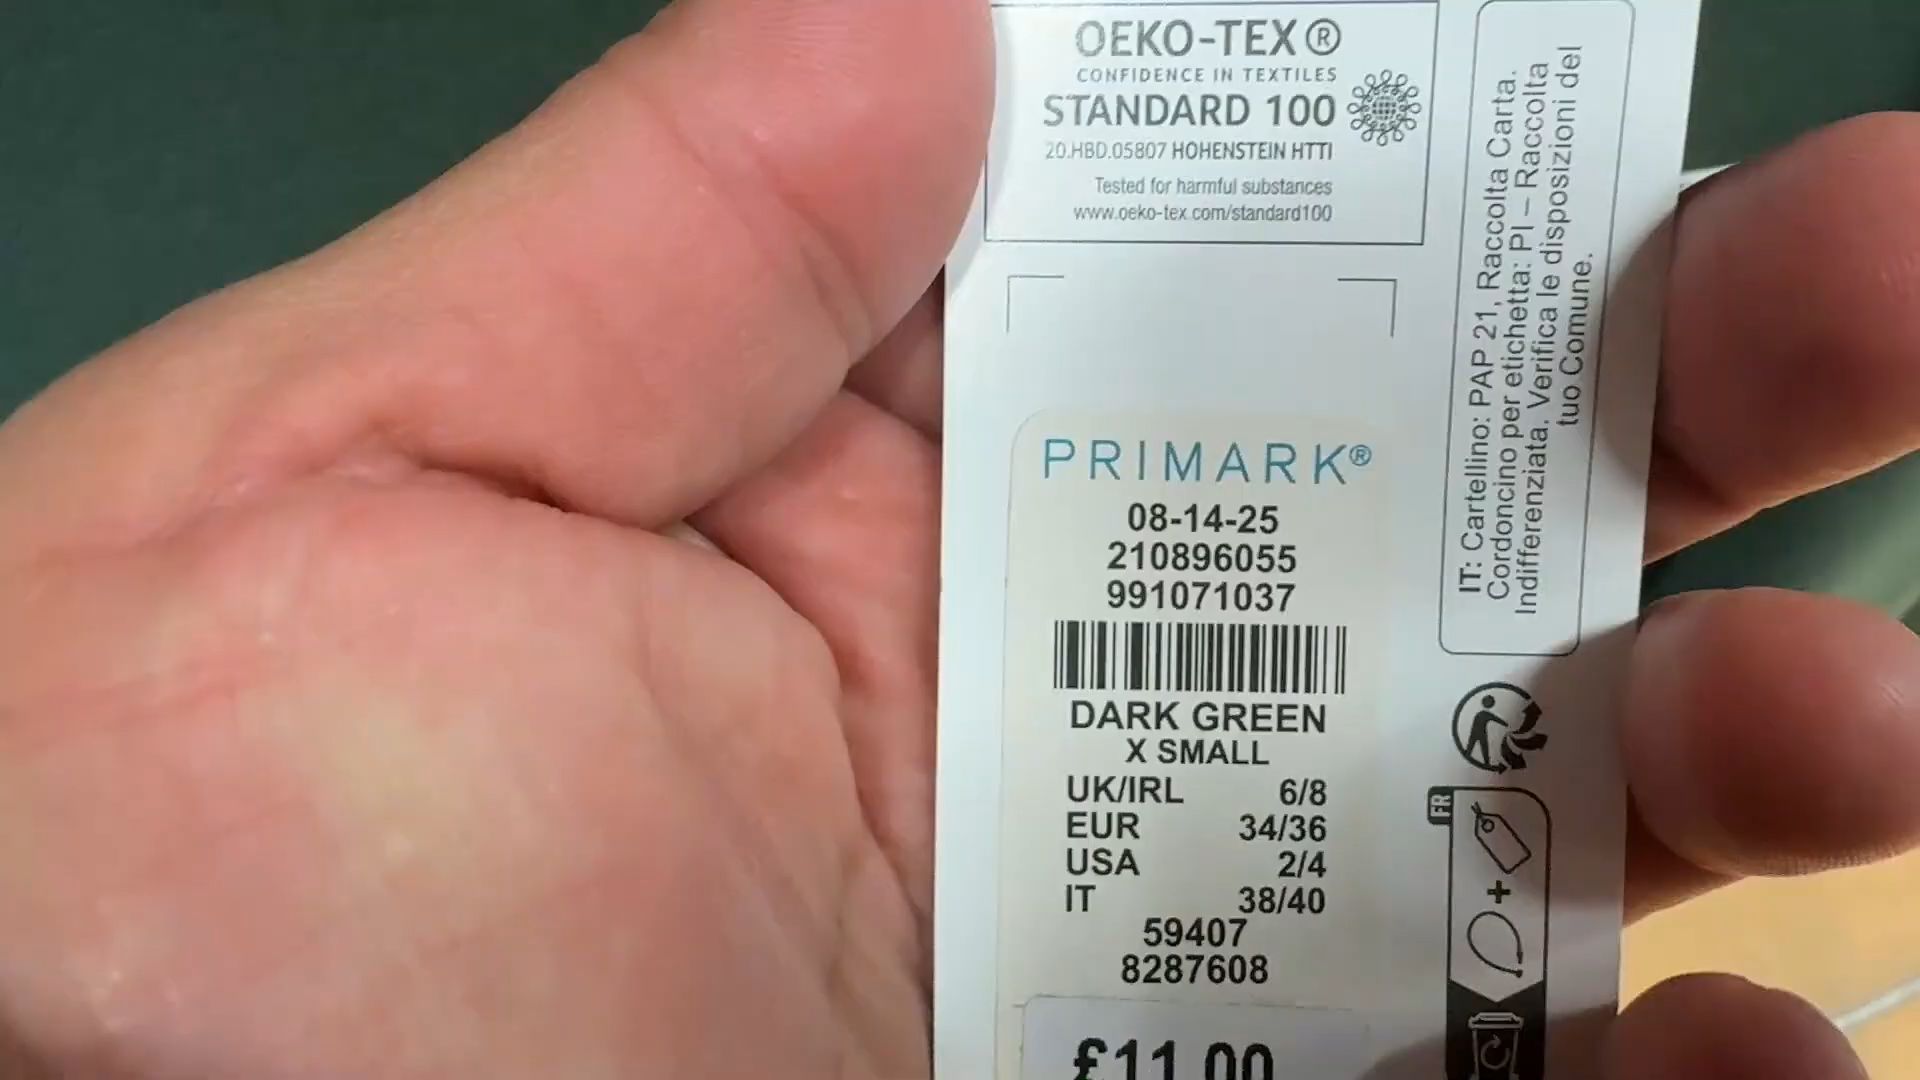 OEKO-TEX®
CONFIDENCE IN TEXTILES
STANDARD 100
20.HBD.05807 HOHENSTEIN HTTI
Tested for harmful substances
www.oeko-tex.com/standard100
PRIMARK®
08-14-25
210896055
991071037
DARK GREEN
X SMALL
UK/IRL 6/8
EUR 34/36
USA 2/4
IT 38/40
59407
8287608
£11.00
IT: Cartellino: PAP 21, Raccolta Carta.
Cordoncino per etichetta: PI – Raccolta
Indifferenziata. Verifica le disposizioni del
tuo Comune.
FR